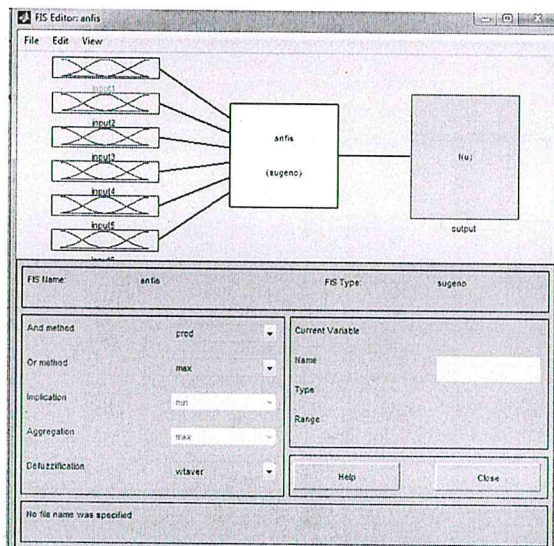 FIS Editor: anfis
File Edit View
input1
input2
input3
input4
input5
input6
anfis
(sugeno)
f(u)
output
FIS Name: anfis FIS Type: sugeno
And method prod
Or method max
Implication min
Aggregation max
Defuzzification wtaver
Current Variable
Name
Type
Range
Help Close
No file name was specified